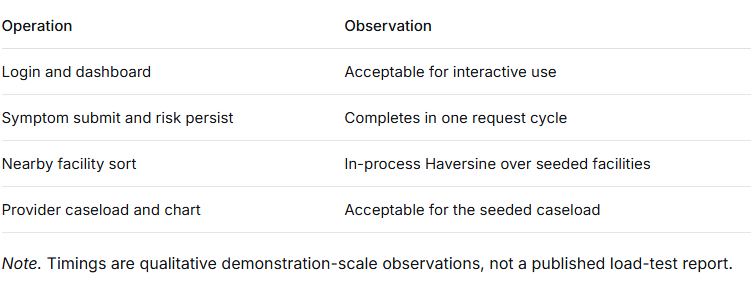 Operation Observation
Login and dashboard Acceptable for interactive use
Symptom submit and risk persist Completes in one request cycle
Nearby facility sort In-process Haversine over seeded facilities
Provider caseload and chart Acceptable for the seeded caseload
Note. Timings are qualitative demonstration-scale observations, not a published load-test report.